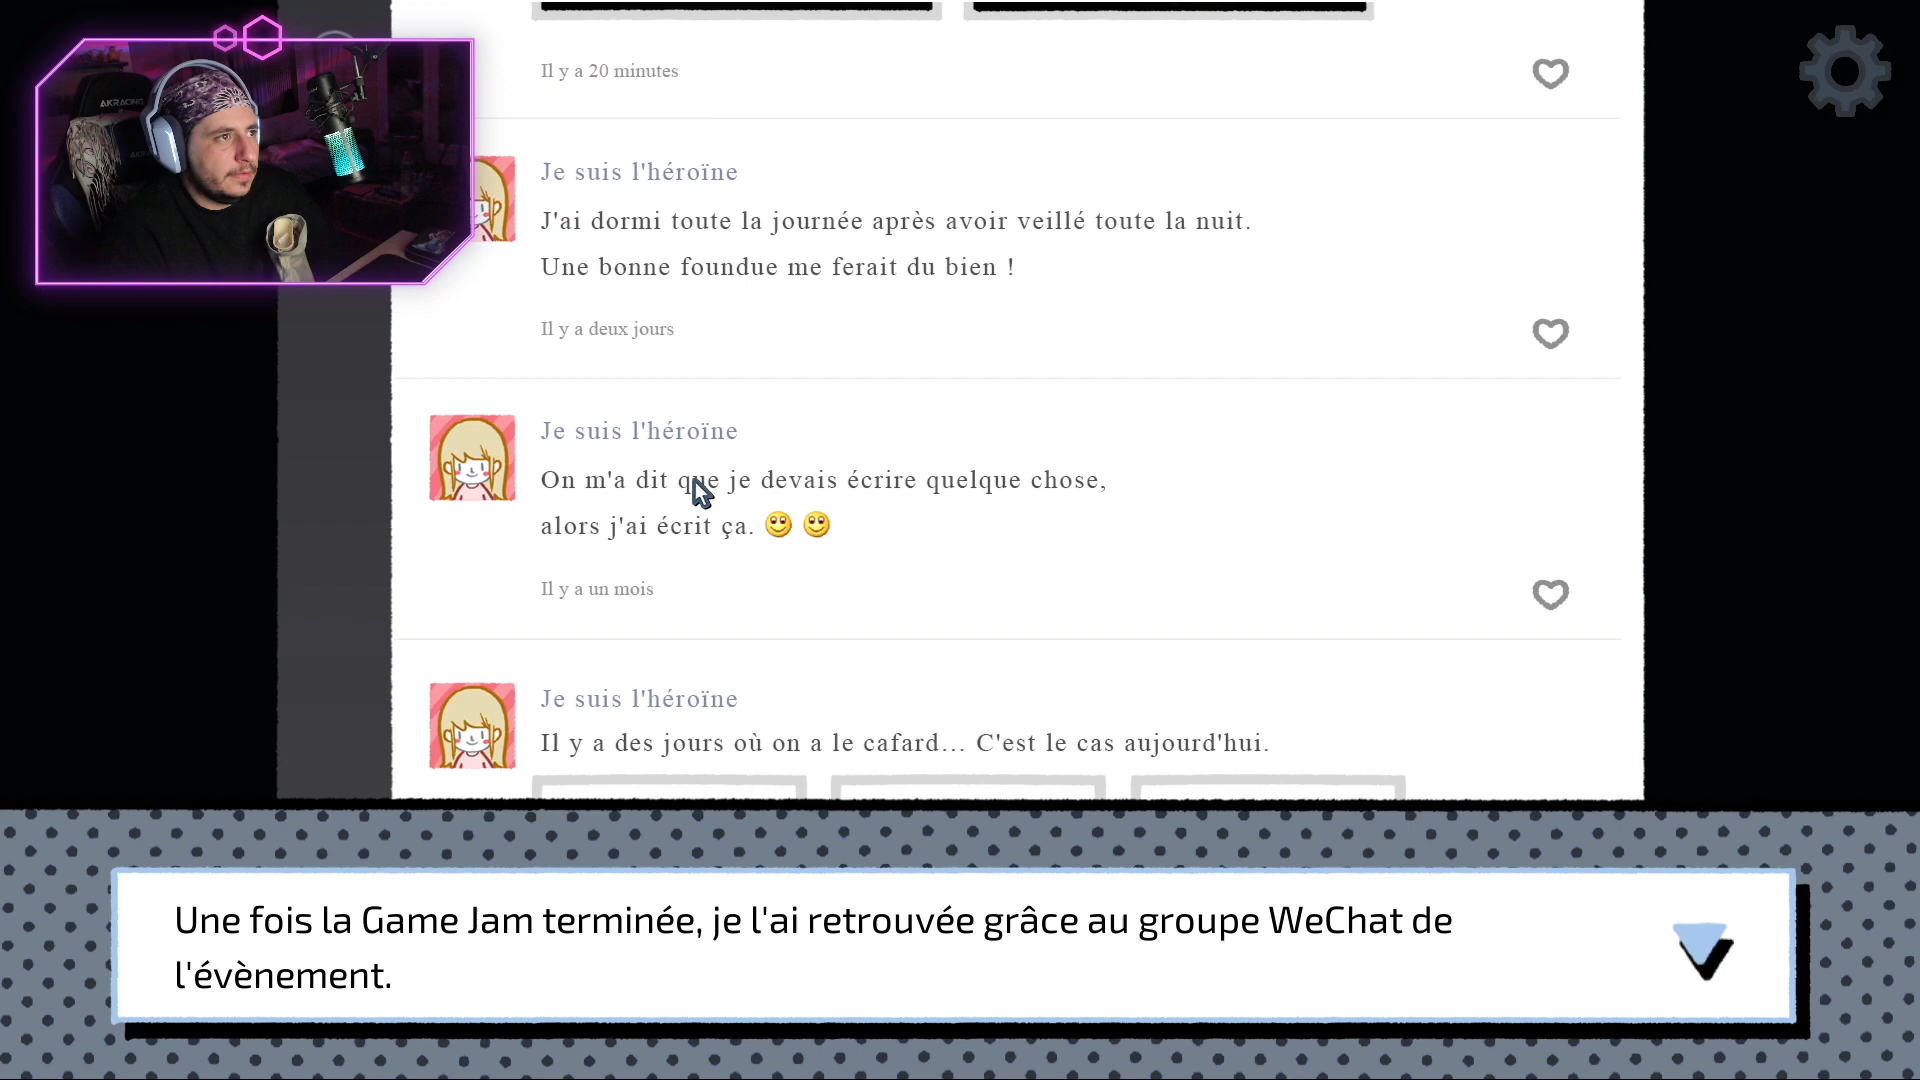 Il y a 20 minutes
AKRACING
Je suis l'héroïne
J'ai dormi toute la journée après avoir veillé toute la nuit.
Une bonne foundue me ferait du bien !
Il y a deux jours
Je suis l'héroïne
On m'a dit que je devais écrire quelque chose,
alors j'ai écrit ça. 🙂 🙂
Il y a un mois
Je suis l'héroïne
Il y a des jours où on a le cafard... C'est le cas aujourd'hui.
Une fois la Game Jam terminée, je l'ai retrouvée grâce au groupe WeChat de
l'évènement.